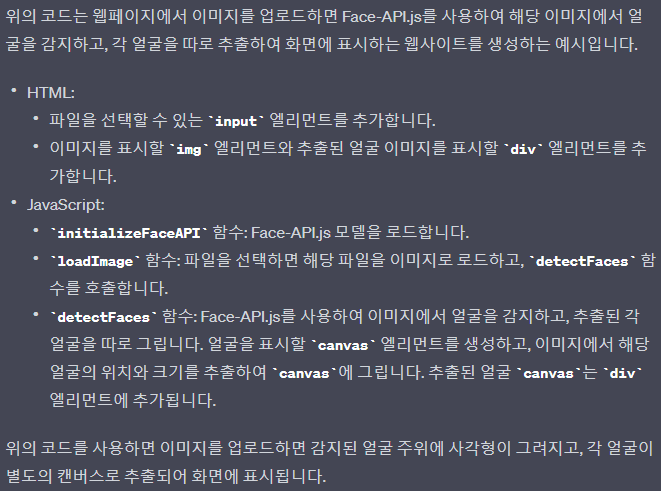 위의 코드는 웹페이지에서 이미지를 업로드하면 Face-API.js를 사용하여 해당 이미지에서 얼
굴을 감지하고, 각 얼굴을 따로 추출하여 화면에 표시하는 웹사이트를 생성하는 예시입니다.
• HTML:
• 파일을 선택할 수 있는 `input` 엘리먼트를 추가합니다.
• 이미지를 표시할 `img` 엘리먼트와 추출된 얼굴 이미지를 표시할 `div` 엘리먼트를 추
가합니다.
• JavaScript:
• `initializeFaceAPI` 함수: Face-API.js 모델을 로드합니다.
• `loadImage` 함수: 파일을 선택하면 해당 파일을 이미지로 로드하고, `detectFaces` 함
수를 호출합니다.
• `detectFaces` 함수: Face-API.js를 사용하여 이미지에서 얼굴을 감지하고, 추출된 각
얼굴을 따로 그립니다. 얼굴을 표시할 `canvas` 엘리먼트를 생성하고, 이미지에서 해당
얼굴의 위치와 크기를 추출하여 `canvas`에 그립니다. 추출된 얼굴 `canvas`는 `div`
엘리먼트에 추가됩니다.
위의 코드를 사용하면 이미지를 업로드하면 감지된 얼굴 주위에 사각형이 그려지고, 각 얼굴이
별도의 캔버스로 추출되어 화면에 표시됩니다.